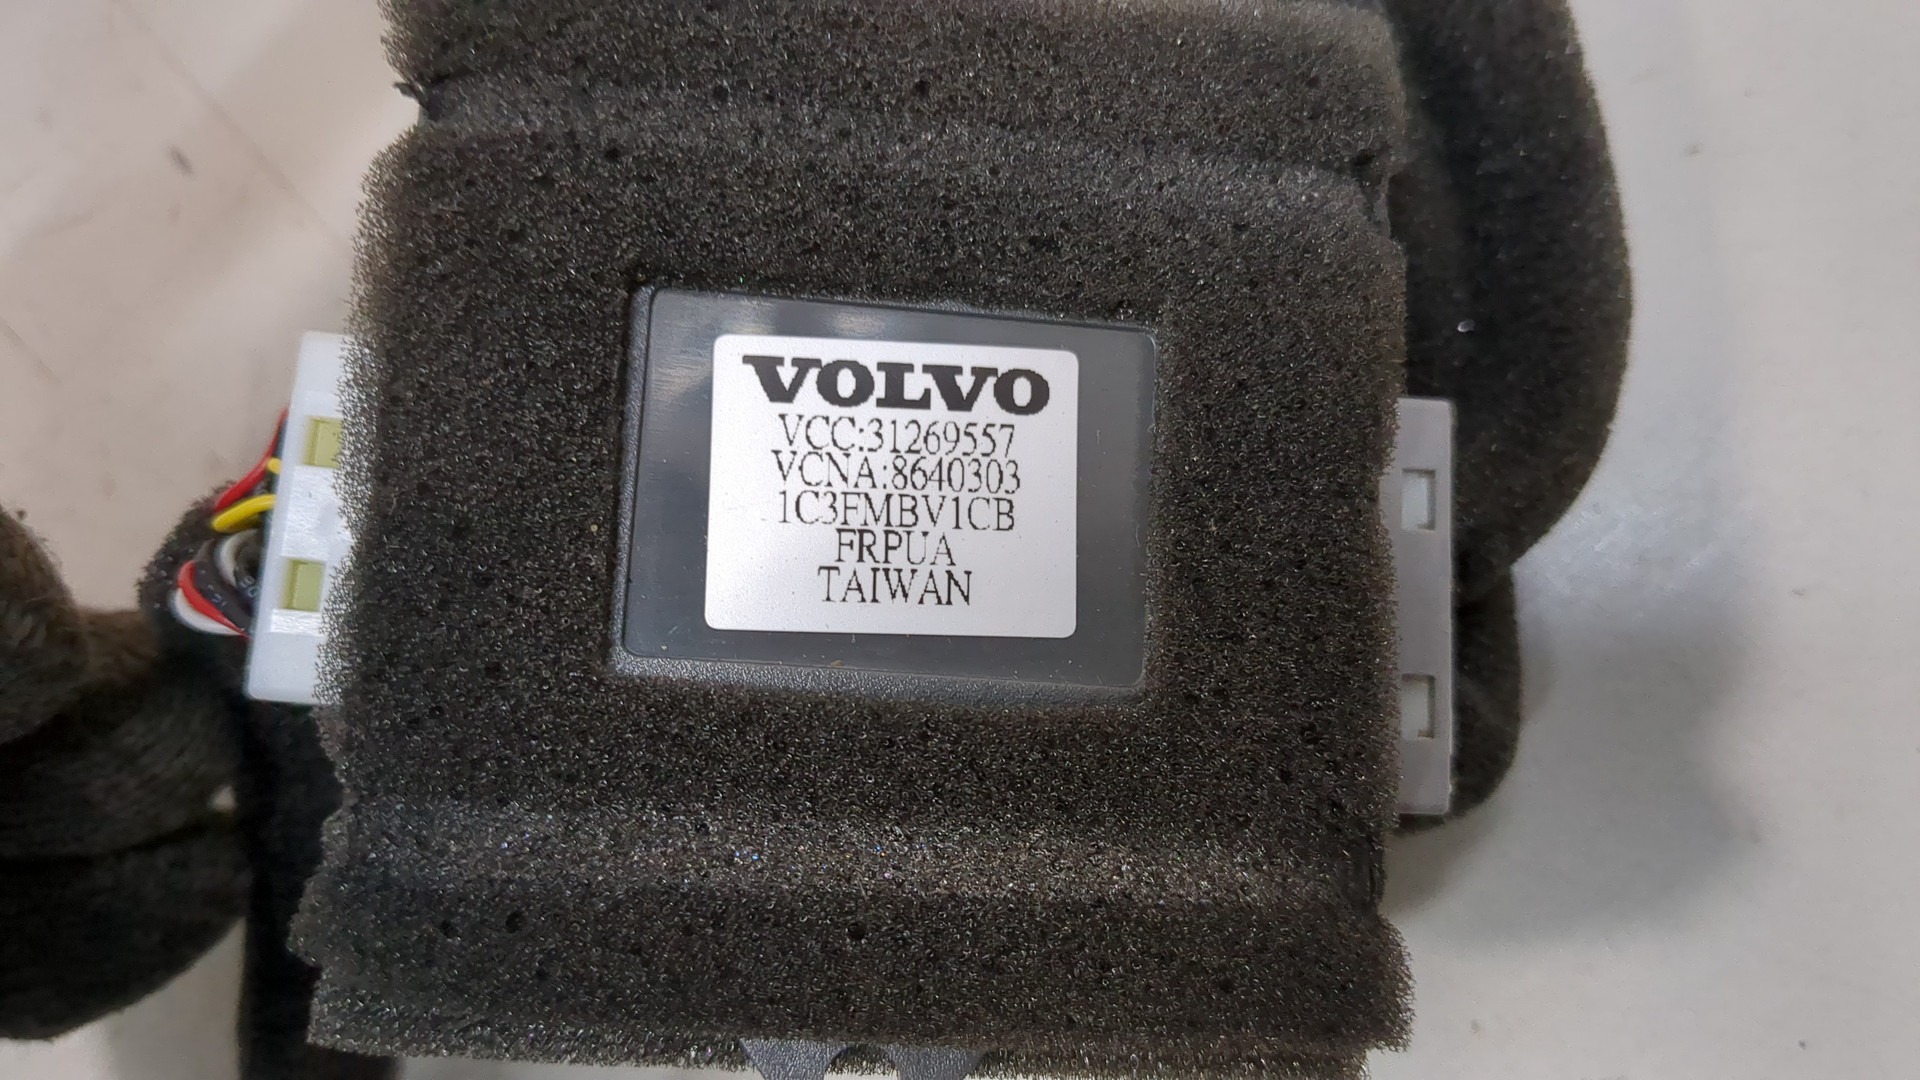 VOLVO
VCC:31269557
VCNA:8640303
1C3FMBV1CB
FRPUA
TAIWAN